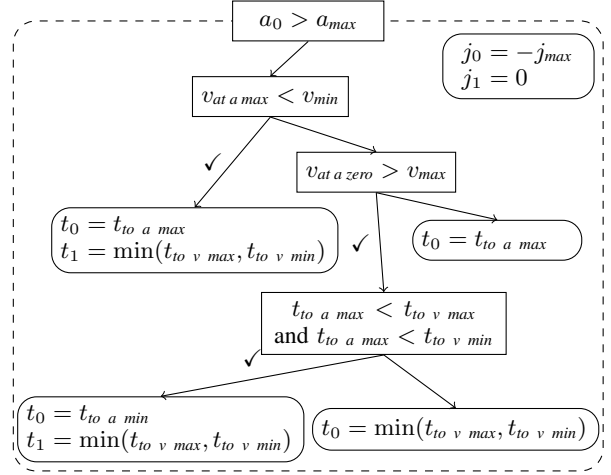 a₀ > a_max
j₀ = −j_max
j₁ = 0
v_at a max < v_min
✓
v_at a zero > v_max
t₀ = t_to a max
t₁ = min(t_to v max, t_to v min)
✓
t₀ = t_to a max
t_to a max < t_to v max
and t_to a max < t_to v min
✓
t₀ = t_to a min
t₁ = min(t_to v max, t_to v min)
t₀ = min(t_to v max, t_to v min)